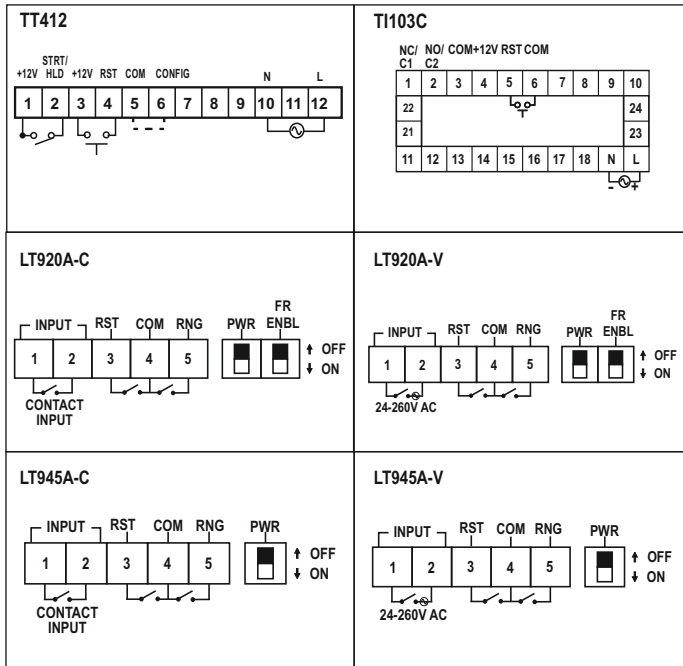 TT412
STRT/
+12V HLD +12V RST COM CONFIG N L
1 2 3 4 5 6 7 8 9 10 11 12
TI103C
NC/ NO/ COM+12V RST COM
C1 C2
1 2 3 4 5 6 7 8 9 10
22 24
21 23
11 12 13 14 15 16 17 18 N L
- +
LT920A-C
FR
INPUT RST COM RNG PWR ENBL
1 2 3 4 5 OFF
ON
CONTACT
INPUT
LT920A-V
FR
INPUT RST COM RNG PWR ENBL
1 2 3 4 5 OFF
ON
24-260V AC
LT945A-C
INPUT RST COM RNG PWR
1 2 3 4 5 OFF
ON
CONTACT
INPUT
LT945A-V
INPUT RST COM RNG PWR
1 2 3 4 5 OFF
ON
24-260V AC